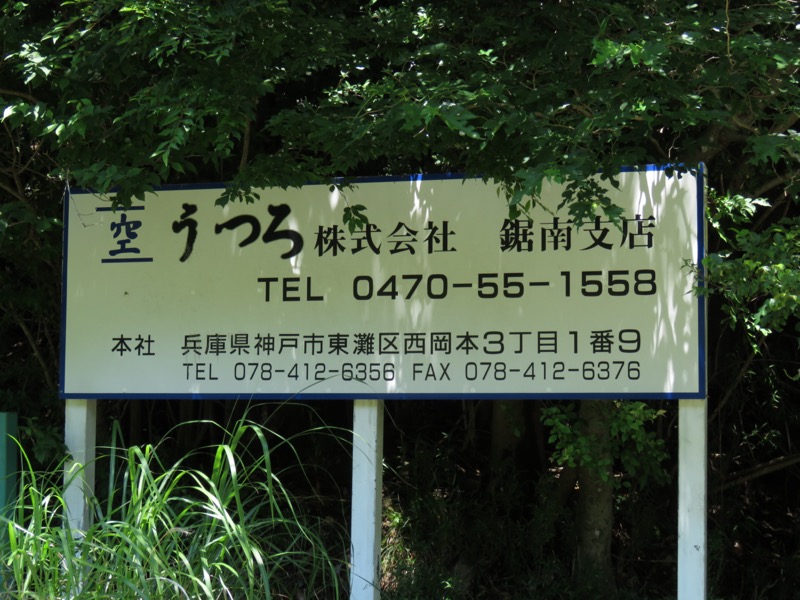 空 うつろ 株式会社 鋸南支店
TEL 0470-55-1558
本社 兵庫県神戸市東灘区西岡本3丁目1番9
TEL 078-412-6356 FAX 078-412-6376